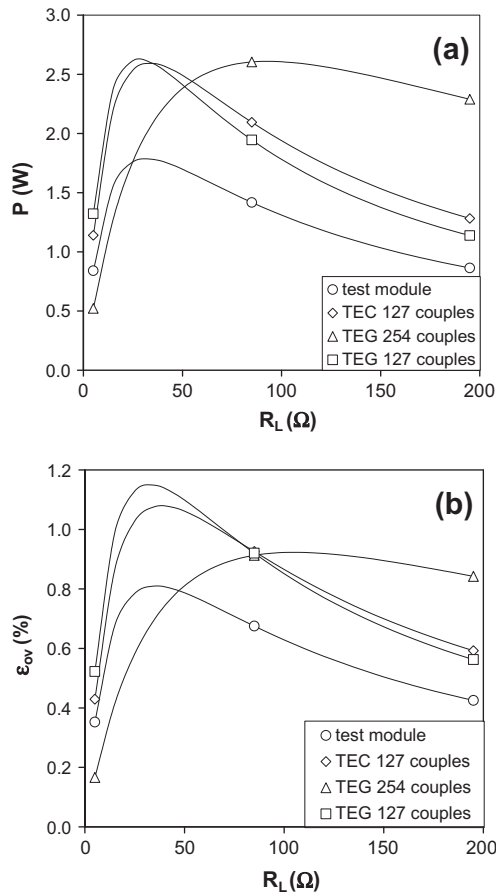 (a)
3.0
2.5
2.0
1.5
1.0
0.5
0.0
P (W)
test module
TEC 127 couples
TEG 254 couples
TEG 127 couples
0 50 100 150 200
R_L (Ω)
(b)
1.2
1.0
0.8
0.6
0.4
0.2
0.0
ε_ov (%)
test module
TEC 127 couples
TEG 254 couples
TEG 127 couples
0 50 100 150 200
R_L (Ω)